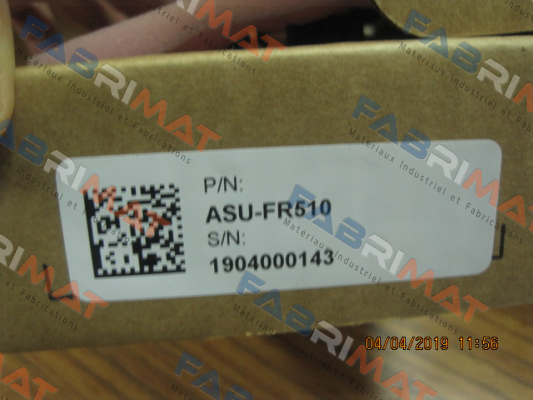 FABRIMAT
Materiaux Industriel et Fabrications
P/N:
ASU-FR510
S/N:
1904000143
04/04/2019 11:56